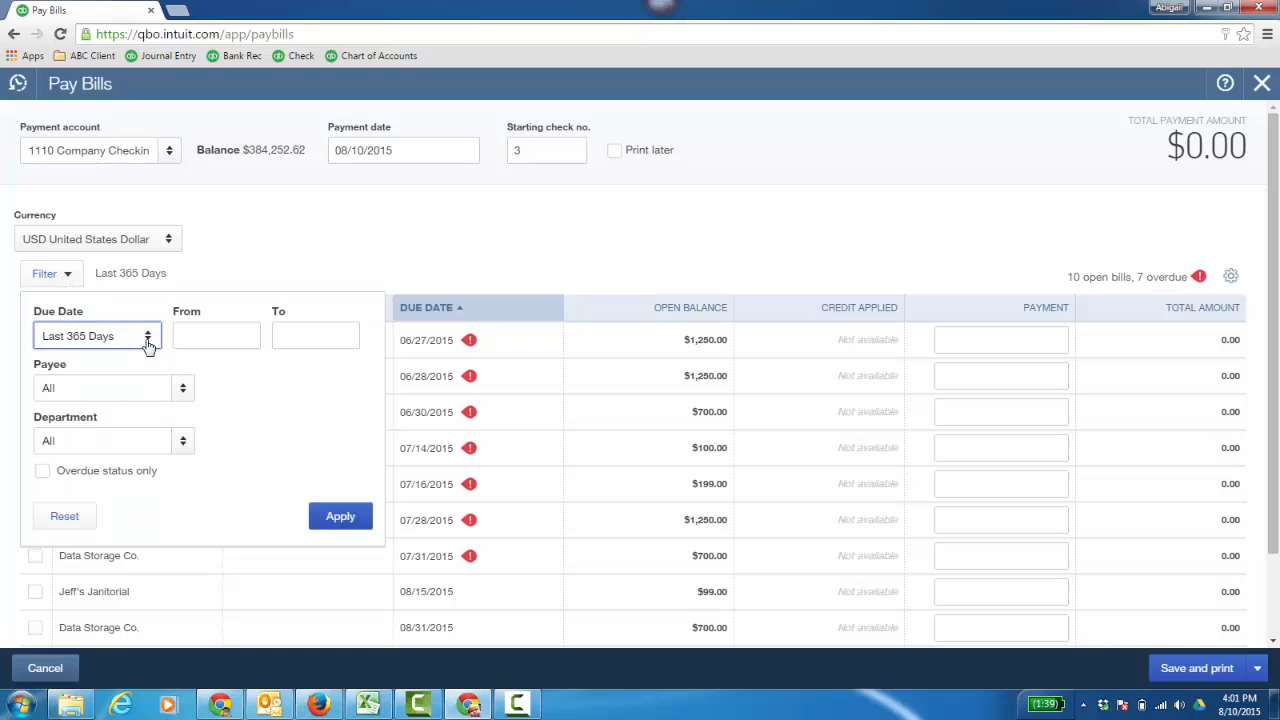 Pay Bills
Abigail
https://qbo.intuit.com/app/paybills
Apps ABC Client Journal Entry Bank Rec Check Chart of Accounts
Pay Bills
Payment account Payment date Starting check no. TOTAL PAYMENT AMOUNT
1110 Company Checkin Balance $384,252.62 08/10/2015 3 Print later $0.00
Currency
USD United States Dollar
Filter Last 365 Days 10 open bills, 7 overdue
DUE DATE OPEN BALANCE CREDIT APPLIED PAYMENT TOTAL AMOUNT
Due Date From To
Last 365 Days
Payee
All
Department
All
Overdue status only
Reset Apply
06/27/2015 $1,250.00 Not available 0.00
06/28/2015 $1,250.00 Not available 0.00
06/30/2015 $700.00 Not available 0.00
07/14/2015 $100.00 Not available 0.00
07/16/2015 $199.00 Not available 0.00
07/28/2015 $1,250.00 Not available 0.00
Data Storage Co. 07/31/2015 $700.00 Not available 0.00
Jeff's Janitorial 08/15/2015 $99.00 Not available 0.00
Data Storage Co. 08/31/2015 $700.00 Not available 0.00
Cancel Save and print
(1:39) 4:01 PM
8/10/2015